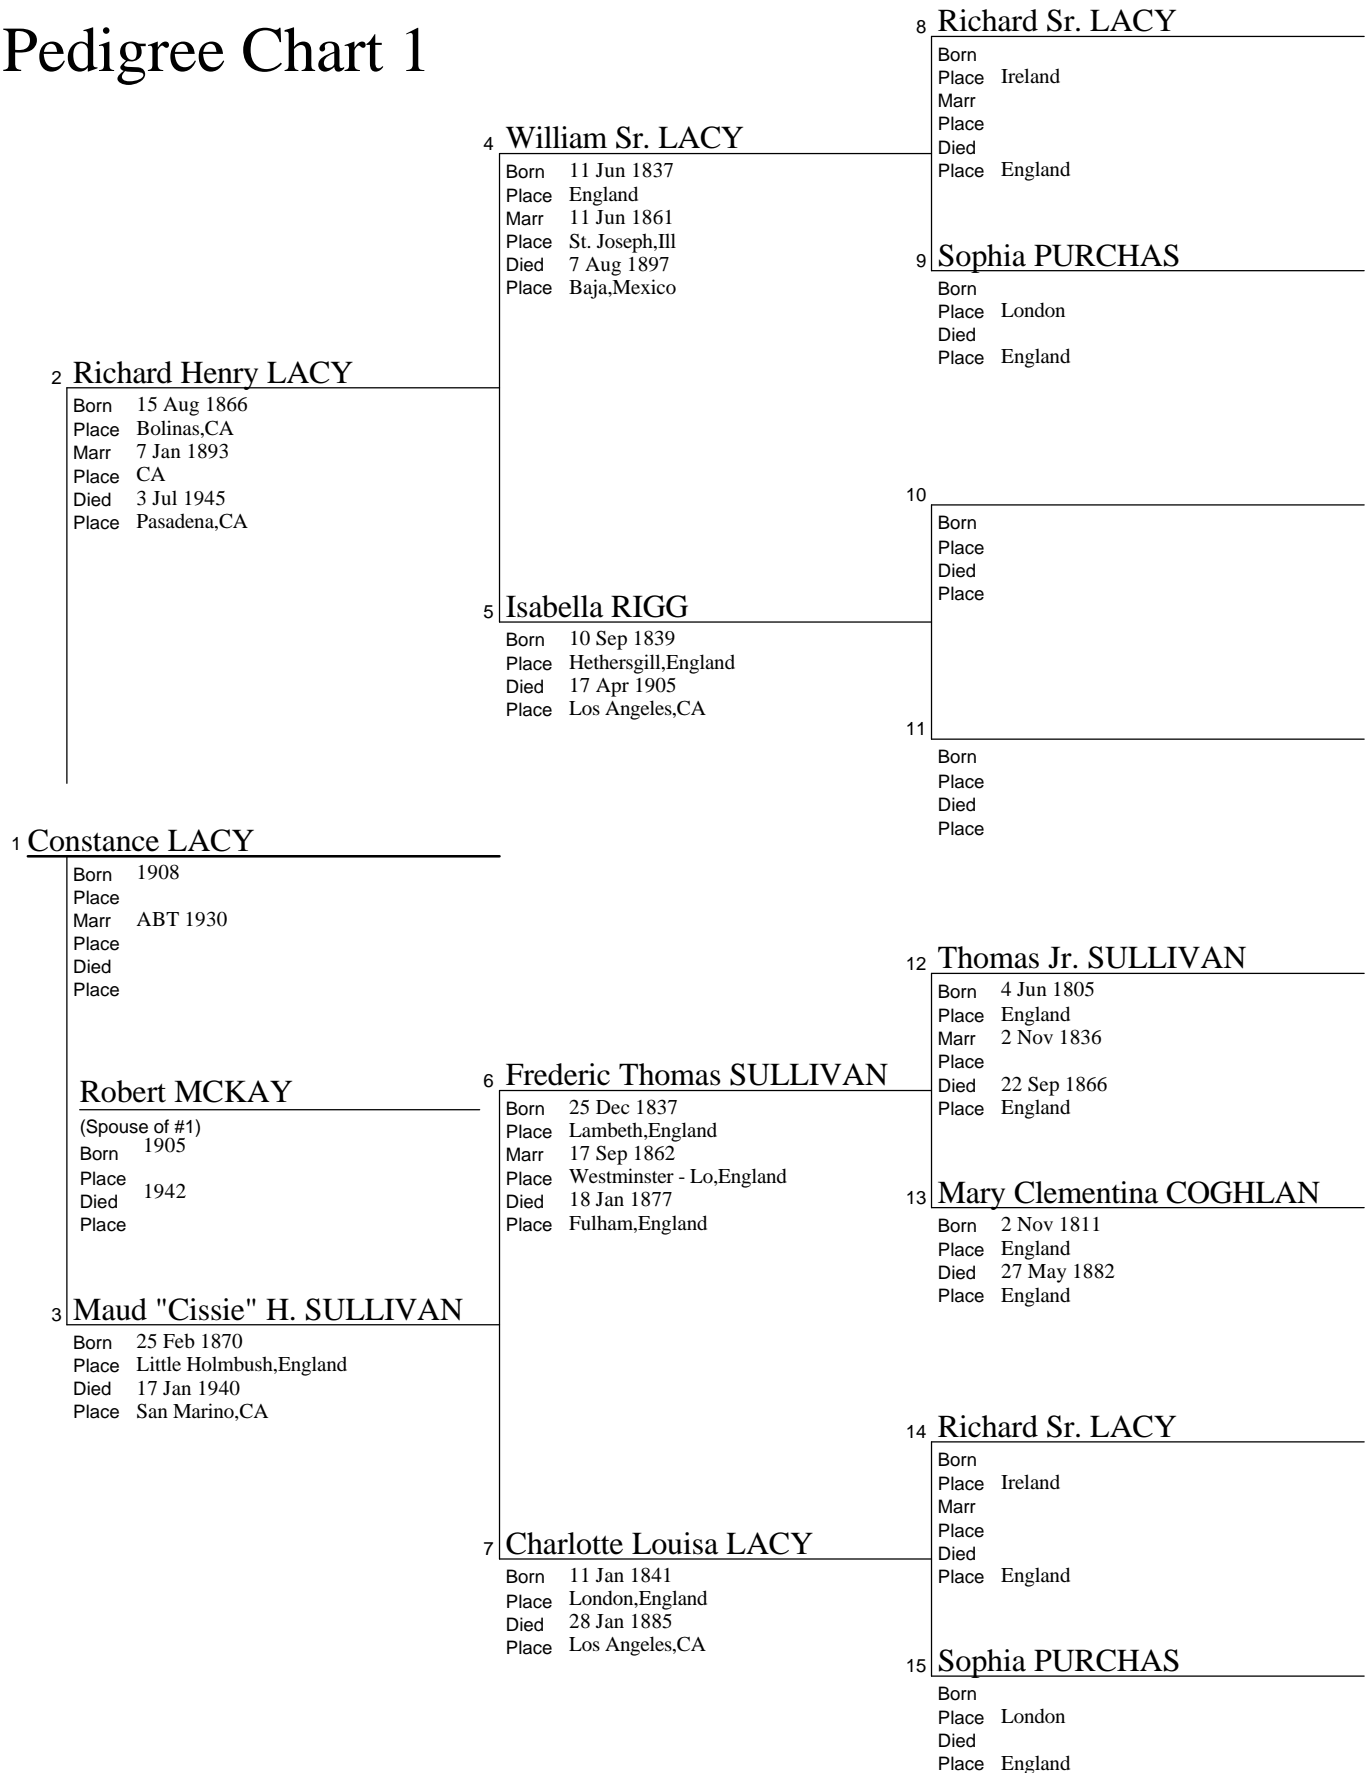 Pedigree Chart 1
8 Richard Sr. LACY
Born
Place Ireland
Marr
Place
Died
Place England
4 William Sr. LACY
Born 11 Jun 1837
Place England
Marr 11 Jun 1861
Place St. Joseph,Ill
Died 7 Aug 1897
Place Baja,Mexico
9 Sophia PURCHAS
Born
Place London
Died
Place England
2 Richard Henry LACY
Born 15 Aug 1866
Place Bolinas,CA
Marr 7 Jan 1893
Place CA
Died 3 Jul 1945
Place Pasadena,CA
10
Born
Place
Died
Place
5 Isabella RIGG
Born 10 Sep 1839
Place Hethersgill,England
Died 17 Apr 1905
Place Los Angeles,CA
11
Born
Place
Died
Place
1 Constance LACY
Born 1908
Place
Marr ABT 1930
Place
Died
Place
12 Thomas Jr. SULLIVAN
Born 4 Jun 1805
Place England
Marr 2 Nov 1836
Place
Died 22 Sep 1866
Place England
6 Frederic Thomas SULLIVAN
Born 25 Dec 1837
Place Lambeth,England
Marr 17 Sep 1862
Place Westminster - Lo,England
Died 18 Jan 1877
Place Fulham,England
Robert MCKAY
(Spouse of #1)
Born 1905
Place
Died 1942
Place
13 Mary Clementina COGHLAN
Born 2 Nov 1811
Place England
Died 27 May 1882
Place England
3 Maud "Cissie" H. SULLIVAN
Born 25 Feb 1870
Place Little Holmbush,England
Died 17 Jan 1940
Place San Marino,CA
14 Richard Sr. LACY
Born
Place Ireland
Marr
Place
Died
Place England
7 Charlotte Louisa LACY
Born 11 Jan 1841
Place London,England
Died 28 Jan 1885
Place Los Angeles,CA
15 Sophia PURCHAS
Born
Place London
Died
Place England